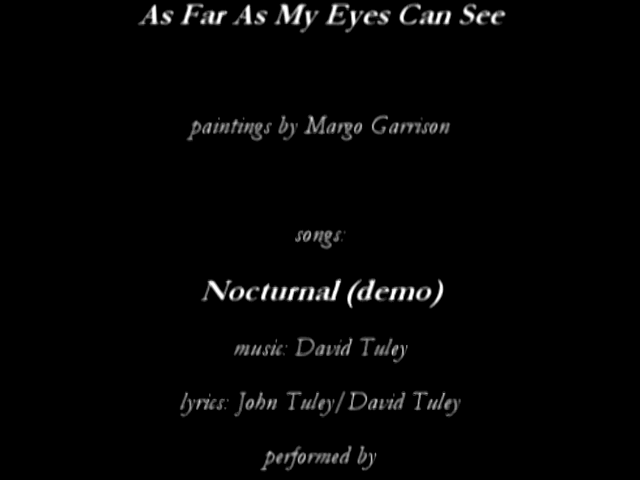 As Far As My Eyes Can See
paintings by Margo Garrison
songs:
Nocturnal (demo)
music: David Tuley
lyrics: John Tuley/David Tuley
performed by